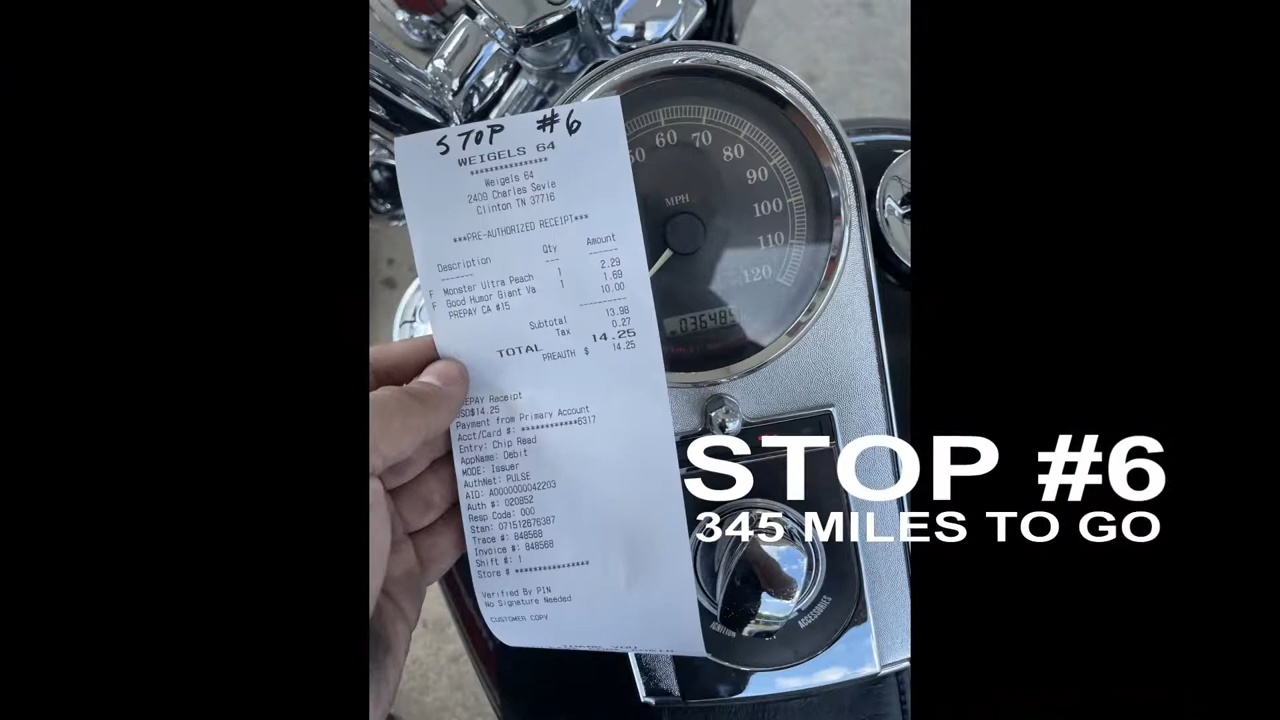 STOP #6
WEIGELS 64
***************
Weigels 64
2409 Charles Sevie
Clinton TN 37716
***PRE-AUTHORIZED RECEIPT***
Description Qty Amount
F Monster Ultra Peach 1 2.29
F Good Humor Giant Va 1 1.69
PREPAY CA #15 10.00
Subtotal 13.98
Tax 0.27
TOTAL 14.25
PREAUTH $ 14.25
Receipt
14.25
Payment from Primary Account
Acct/Card #: ************6317
Entry: Chip Read
AppName: Debit
MODE: Issuer
AuthNet: PULSE
AID: A0000000042203
Auth #: 020852
Resp Code: 000
Stan: 071512676387
Trace #: 848568
Invoice #: 848568
Shift #: 1
Store # ****************
Verified By PIN
No Signature Needed
CUSTOMER COPY
60 70 80 90 100 110 120
MPH
IGNITION
ACCESSORIES
STOP #6
345 MILES TO GO